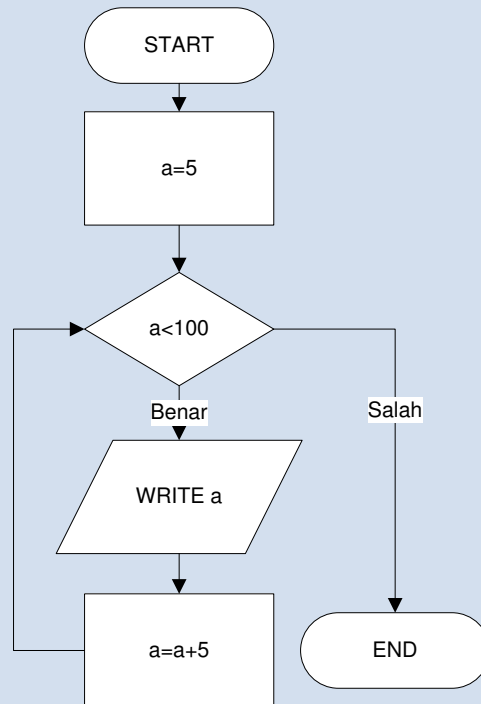 START
a=5
a<100
Benar
Salah
WRITE a
a=a+5
END